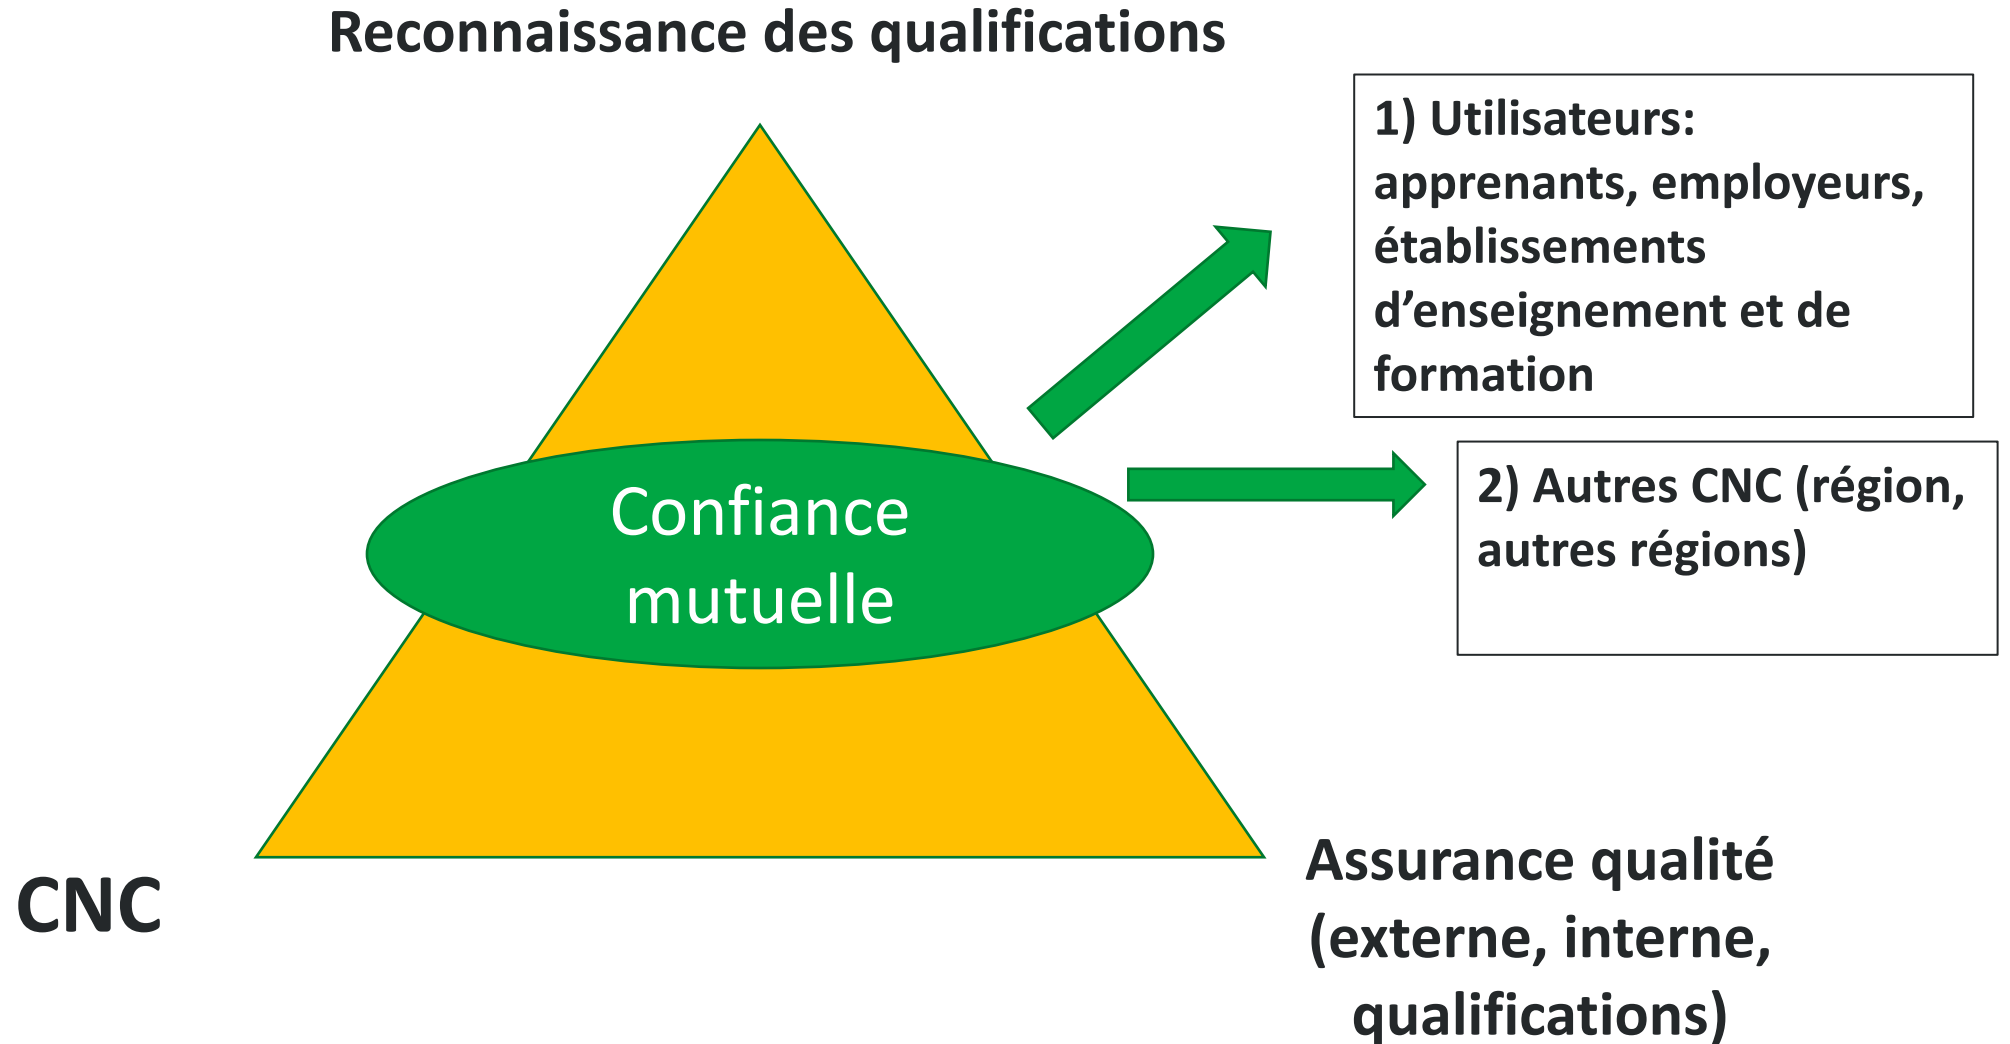 Reconnaissance des qualifications
1) Utilisateurs:
apprenants, employeurs,
établissements
d’enseignement et de
formation
Confiance
mutuelle
2) Autres CNC (région,
autres régions)
CNC
Assurance qualité
(externe, interne,
qualifications)